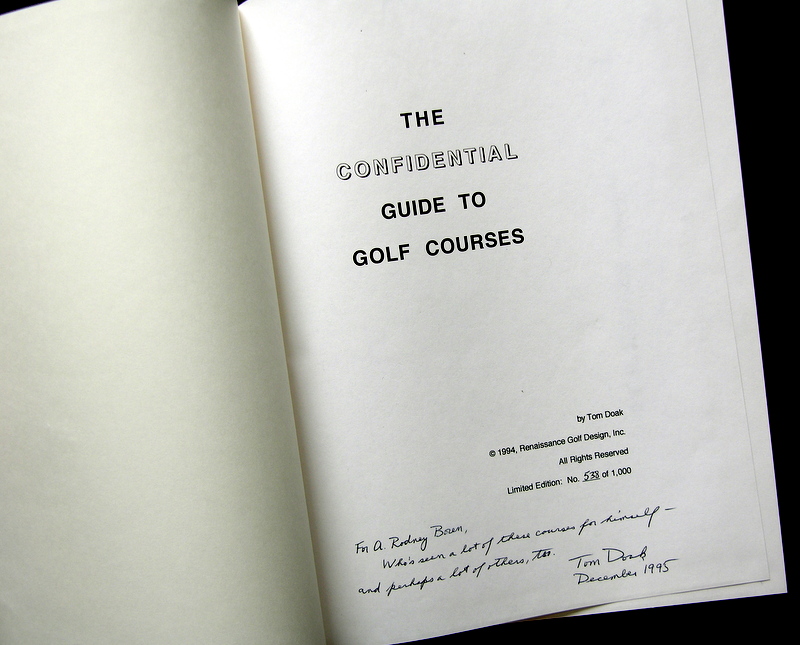 THE
CONFIDENTIAL
GUIDE TO
GOLF COURSES
by Tom Doak
© 1994, Renaissance Golf Design, Inc.
All Rights Reserved
Limited Edition: No. 538 of 1,000
For A. Rodney Boren,
Who's seen a lot of these courses for himself –
and perhaps a lot of others, too.
Tom Doak
December 1995